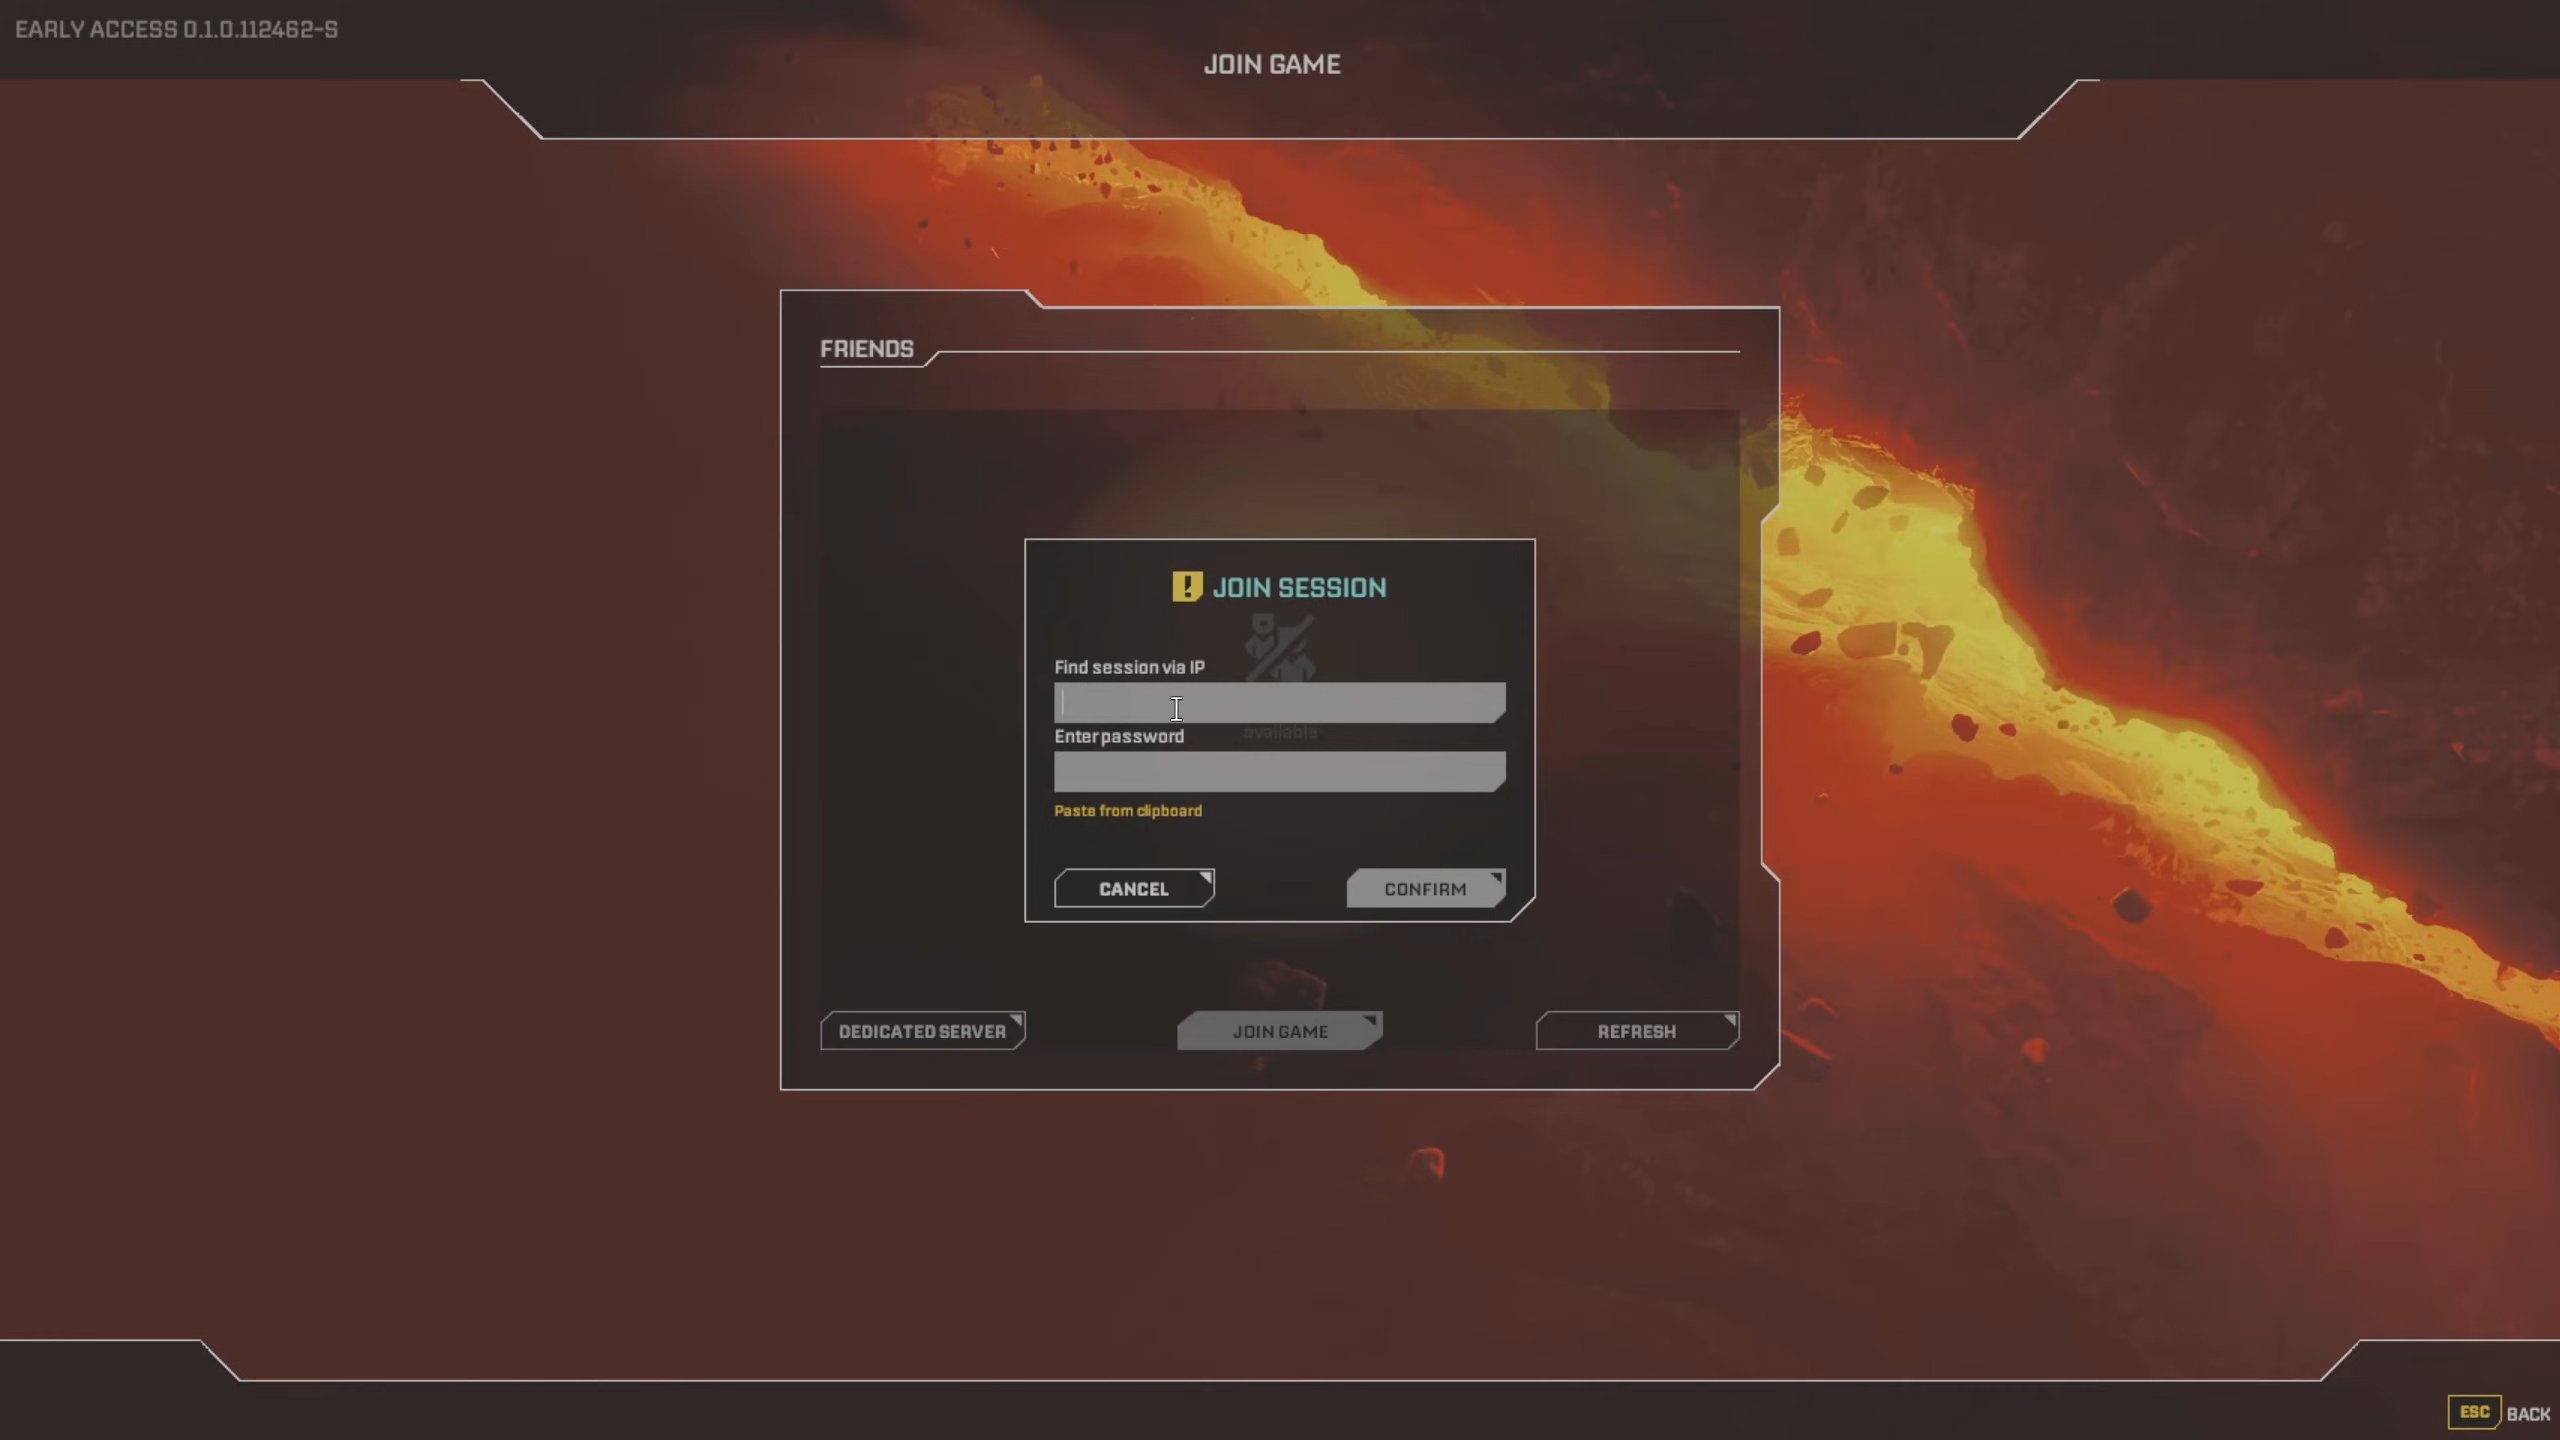 EARLY ACCESS 0.1.0.112462-S
JOIN GAME
FRIENDS
JOIN SESSION
Find session via IP
available
Enter password
Paste from clipboard
CANCEL
CONFIRM
DEDICATED SERVER
JOIN GAME
REFRESH
ESC BACK